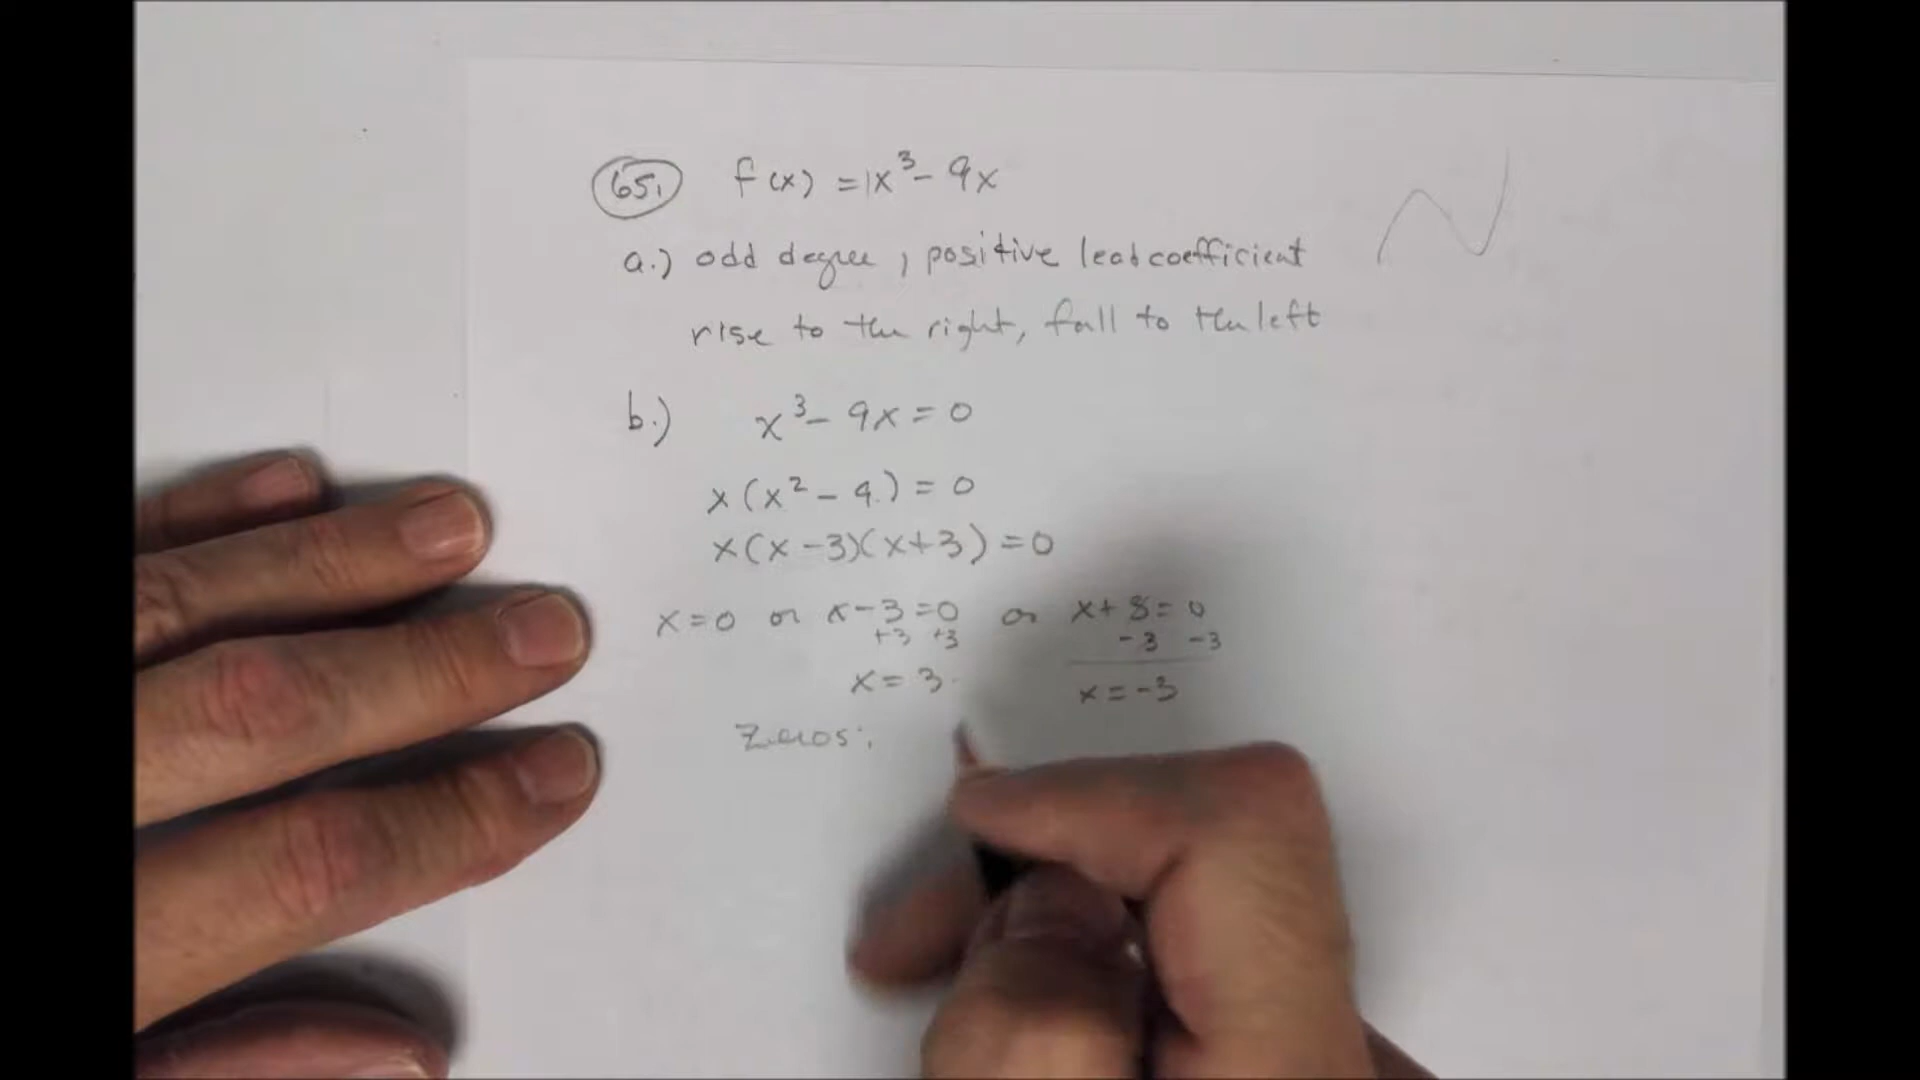 65. f(x) = 1x³ - 9x
a.) odd degree, positive lead coefficient
rise to the right, fall to the left
b.) x³ - 9x = 0
x(x² - 9) = 0
x(x - 3)(x + 3) = 0
x = 0 or x - 3 = 0 or x + 3 = 0
+3 +3 -3 -3
x = 3 x = -3
Zeros: